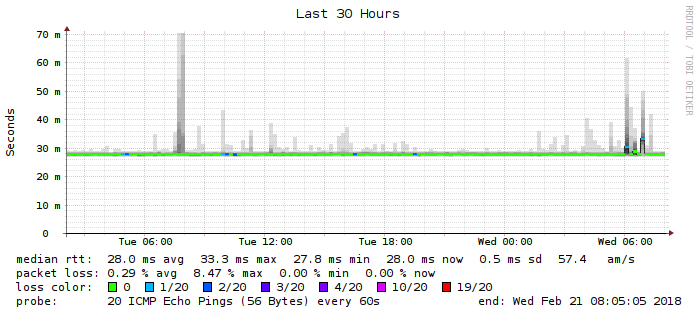 Last 30 Hours
RRDTOOL / TOBI OETIKER
Seconds
70 m
60 m
50 m
40 m
30 m
20 m
10 m
0
Tue 06:00 Tue 12:00 Tue 18:00 Wed 00:00 Wed 06:00
median rtt: 28.0 ms avg 33.3 ms max 27.8 ms min 28.0 ms now 0.5 ms sd 57.4 am/s
packet loss: 0.29 % avg 8.47 % max 0.00 % min 0.00 % now
loss color: 0 1/20 2/20 3/20 4/20 10/20 19/20
probe: 20 ICMP Echo Pings (56 Bytes) every 60s end: Wed Feb 21 08:05:05 2018